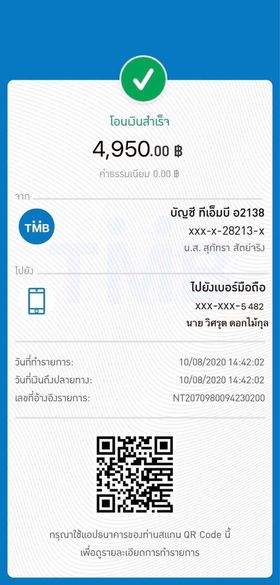 โอนเงินสำเร็จ
4,950.00 ฿
ค่าธรรมเนียม 0.00 ฿
จาก
TMB
บัญชี ทีเอ็มบี อ2138
xxx-x-28213-x
น.ส. สุภัทรา สัตย์จริง
ไปยัง
ไปยังเบอร์มือถือ
xxx-xxx-5482
นาย วิศรุต ดอกไม้กุล
วันที่ทำรายการ: 10/08/2020 14:42:02
วันที่เงินถึงปลายทาง: 10/08/2020 14:42:02
เลขที่อ้างอิงรายการ: NT2070980094230200
กรุณาใช้แอปธนาคารของท่านสแกน QR Code นี้
เพื่อดูรายละเอียดการทำรายการ